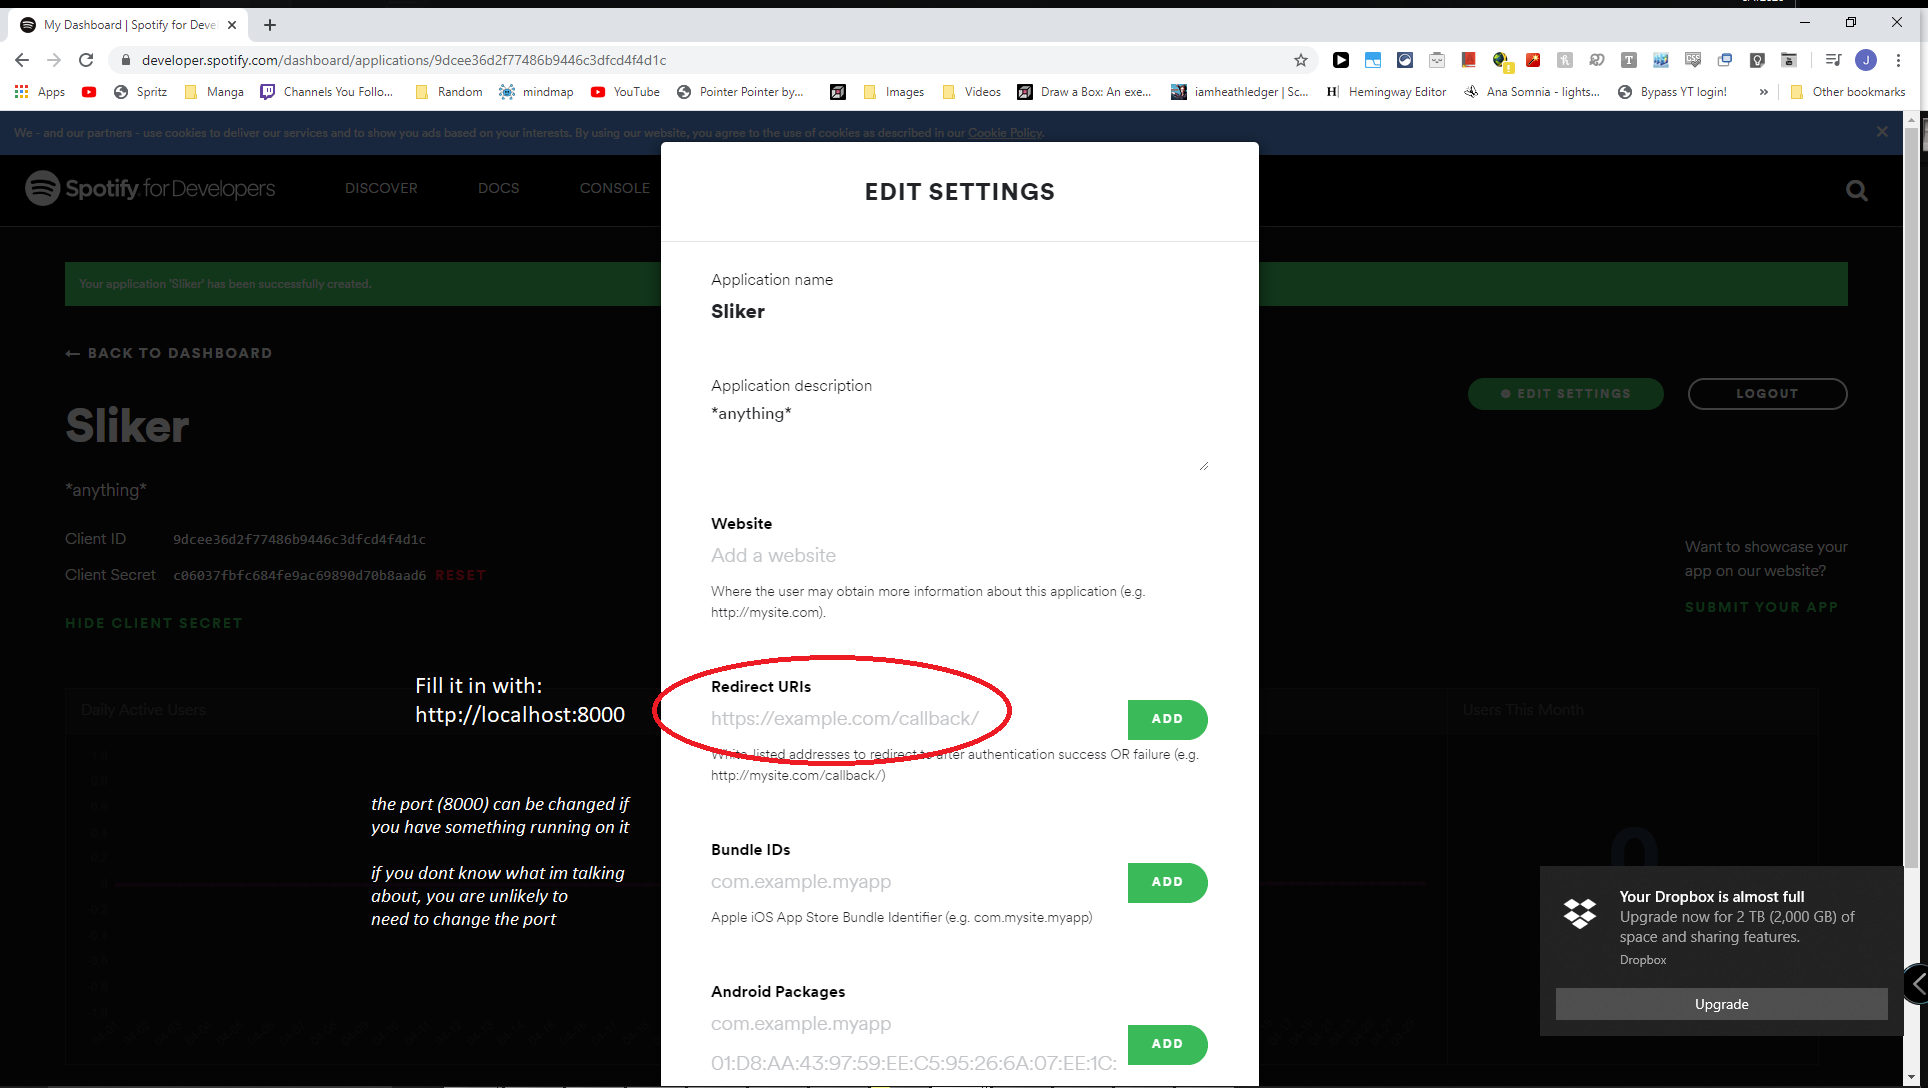 My Dashboard | Spotify for Deve
developer.spotify.com/dashboard/applications/9dcee36d2f77486b9446c3dfcd4f4d1c
J
Apps
Spritz
Manga
Channels You Follo...
Random
mindmap
YouTube
Pointer Pointer by...
Images
Videos
Draw a Box: An exe...
iamheathledger | Sc...
Hemingway Editor
Ana Somnia - lights...
Bypass YT login!
»
Other bookmarks
We - and our partners - use cookies to deliver our services and to show you ads based on your interests. By using our website, you agree to the use of cookies as described in our Cookie Policy.
Spotify for Developers
DISCOVER
DOCS
CONSOLE
EDIT SETTINGS
Your application 'Sliker' has been successfully created.
Application name
Sliker
← BACK TO DASHBOARD
Application description
*anything*
EDIT SETTINGS
LOGOUT
Sliker
*anything*
Website
Add a website
Where the user may obtain more information about this application (e.g.
http://mysite.com).
Client ID 9dcee36d2f77486b9446c3dfcd4f4d1c
Client Secret c06037fbfc684fe9ac69890d70b8aad6 RESET
HIDE CLIENT SECRET
Want to showcase your
app on our website?
SUBMIT YOUR APP
Fill it in with:
http://localhost:8000
Redirect URIs
https://example.com/callback/
ADD
White-listed addresses to redirect to after authentication success OR failure (e.g.
http://mysite.com/callback/)
Daily Active Users
Users This Month
0
the port (8000) can be changed if
you have something running on it
if you dont know what im talking
about, you are unlikely to
need to change the port
Bundle IDs
com.example.myapp
ADD
Apple iOS App Store Bundle Identifier (e.g. com.mysite.myapp)
Android Packages
com.example.myapp
01:D8:AA:43:97:59:EE:C5:95:26:6A:07:EE:1C:
ADD
Your Dropbox is almost full
Upgrade now for 2 TB (2,000 GB) of
space and sharing features.
Dropbox
Upgrade